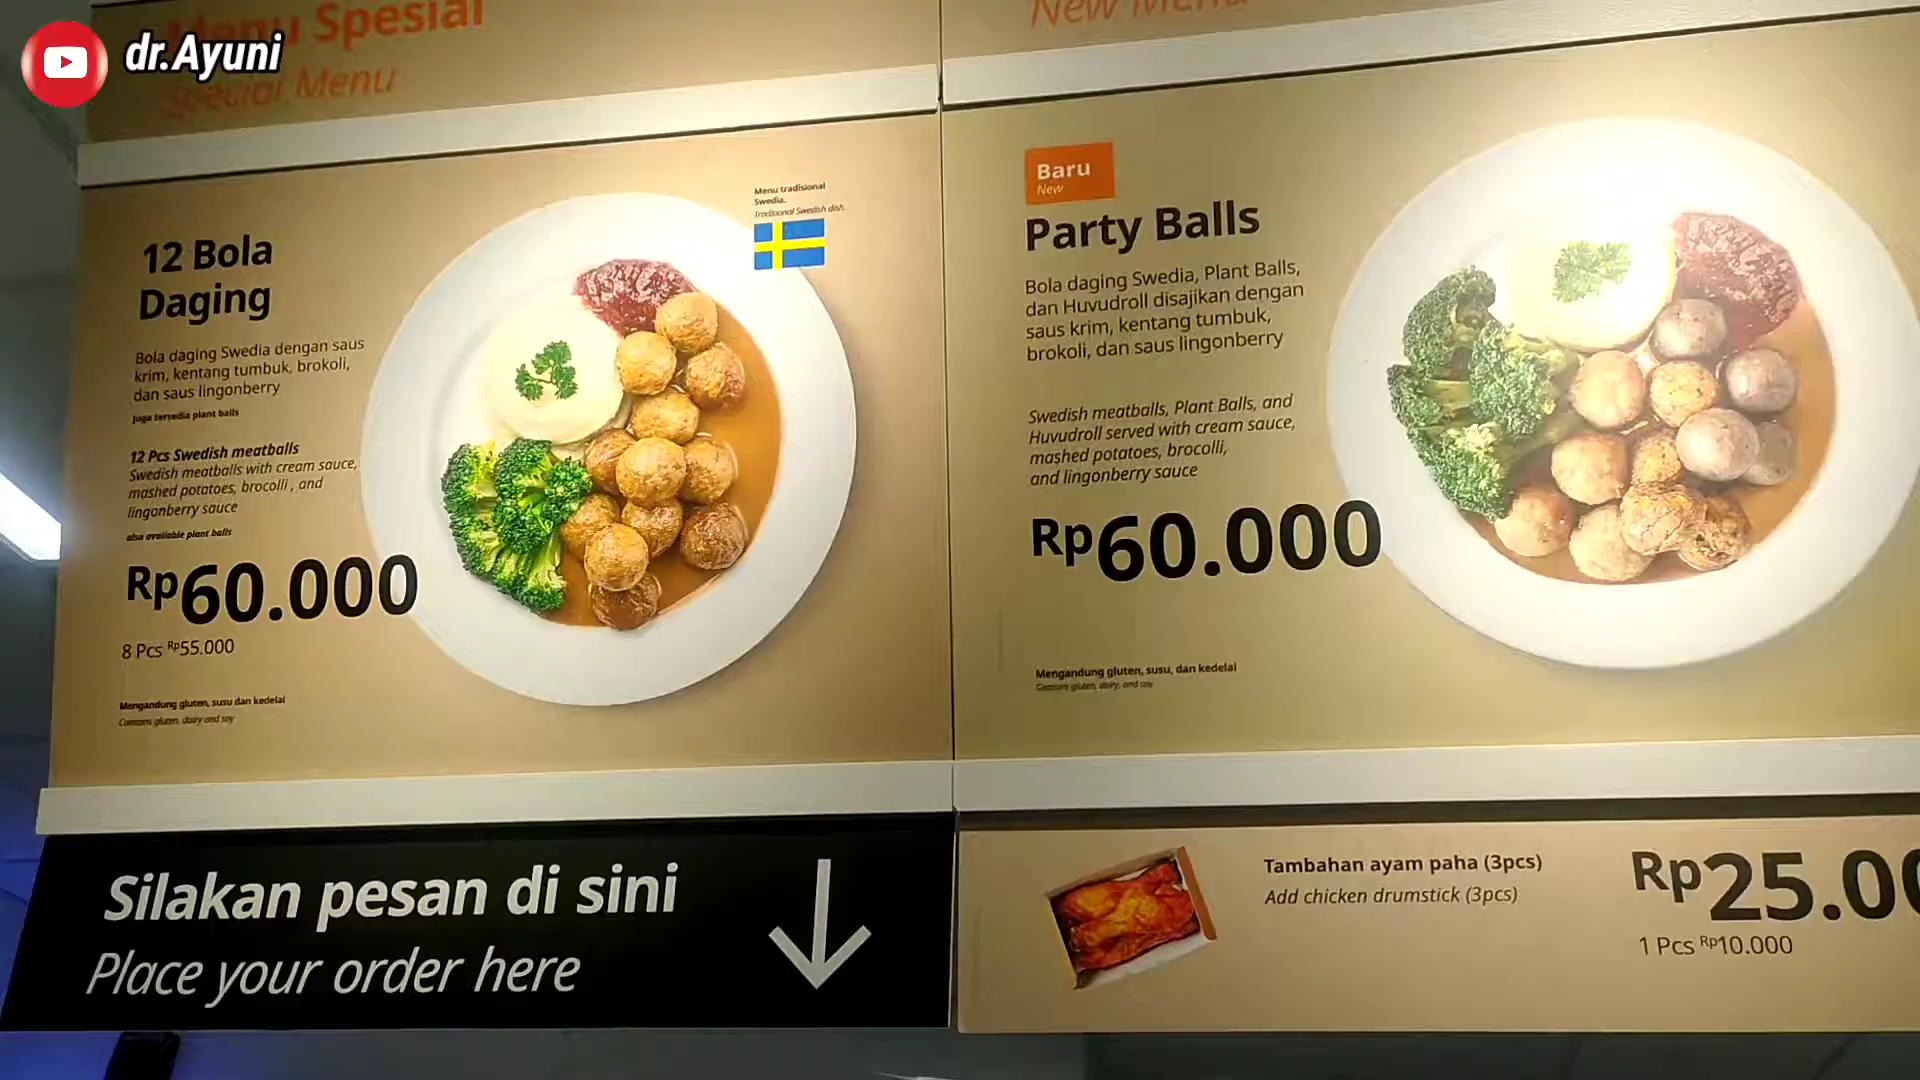 dr.Ayuni
Menu Spesial
Special Menu
New Menu
12 Bola
Daging
Bola daging Swedia dengan saus
krim, kentang tumbuk, brokoli,
dan saus lingonberry
Juga tersedia plant balls
12 Pcs Swedish meatballs
Swedish meatballs with cream sauce,
mashed potatoes, brocolli , and
lingonberry sauce
also available plant balls
Rp60.000
8 Pcs Rp55.000
Mengandung gluten, susu dan kedelai
Contains gluten, dairy and soy
Menu tradisional
Swedia.
Traditional Swedish dish.
Baru
New
Party Balls
Bola daging Swedia, Plant Balls,
dan Huvudroll disajikan dengan
saus krim, kentang tumbuk,
brokoli, dan saus lingonberry
Swedish meatballs, Plant Balls, and
Huvudroll served with cream sauce,
mashed potatoes, brocolli,
and lingonberry sauce
Rp60.000
Mengandung gluten, susu, dan kedelai
Contains gluten, dairy, and soy
Silakan pesan di sini
Place your order here
Tambahan ayam paha (3pcs)
Add chicken drumstick (3pcs)
Rp25.00
1 Pcs Rp10.000